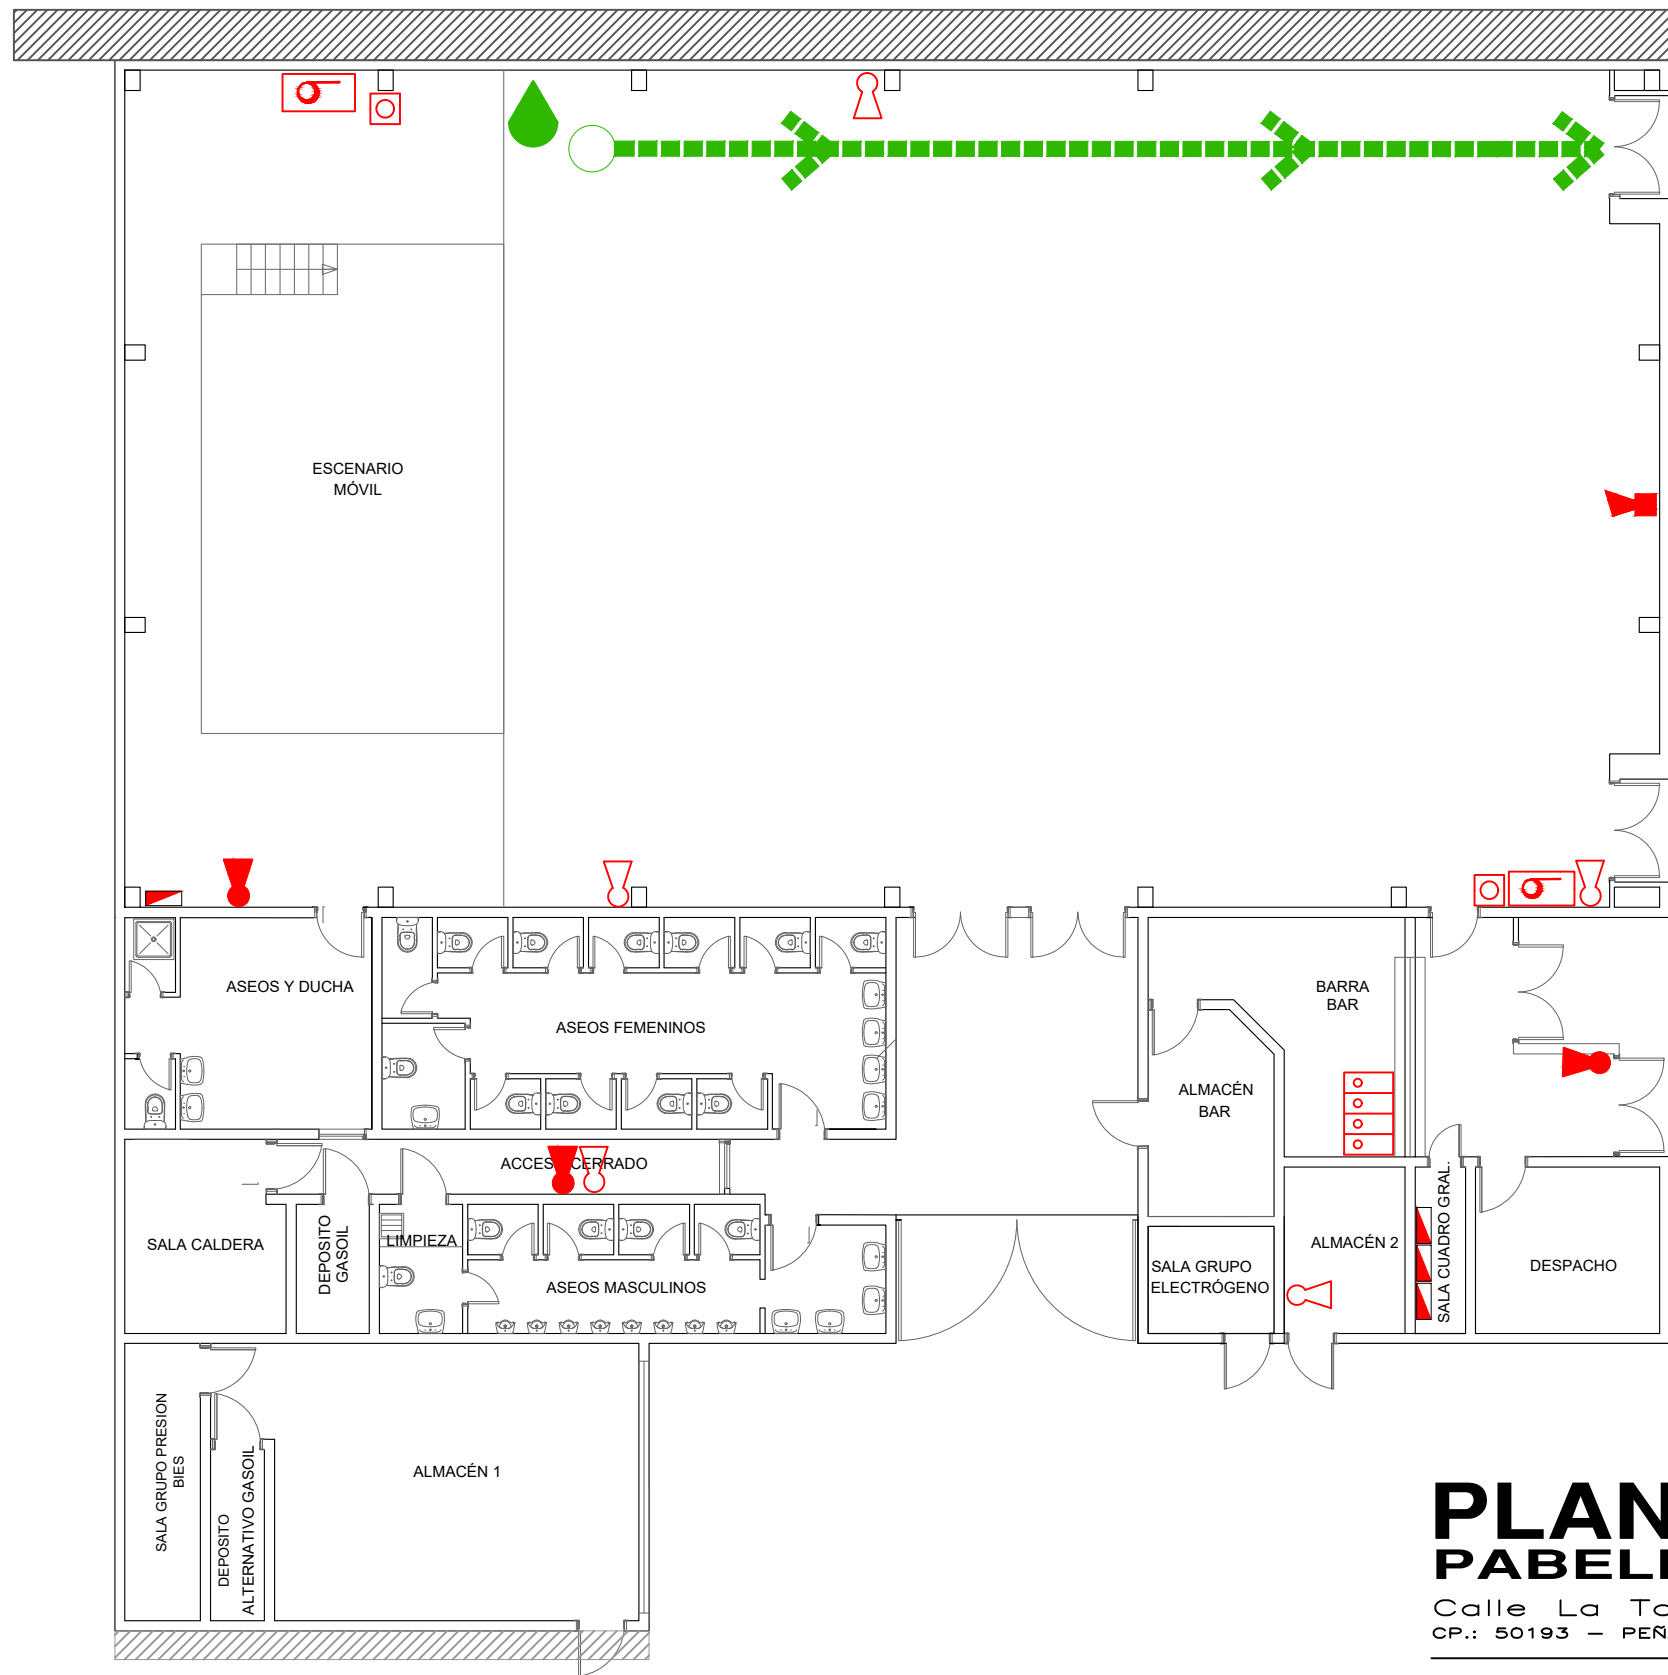 ESCENARIO
MÓVIL
ASEOS Y DUCHA
ASEOS FEMENINOS
BARRA
BAR
ALMACÉN
BAR
ACCESO CERRADO
SALA CALDERA
DEPOSITO
GASOIL
LIMPIEZA
ASEOS MASCULINOS
SALA GRUPO
ELECTRÓGENO
ALMACÉN 2
SALA CUADRO GRAL.
DESPACHO
SALA GRUPO PRESION
BIES
DEPOSITO
ALTERNATIVO GASOIL
ALMACÉN 1
PLAN
PABELL
Calle La To
CP.: 50193 – PEÑ